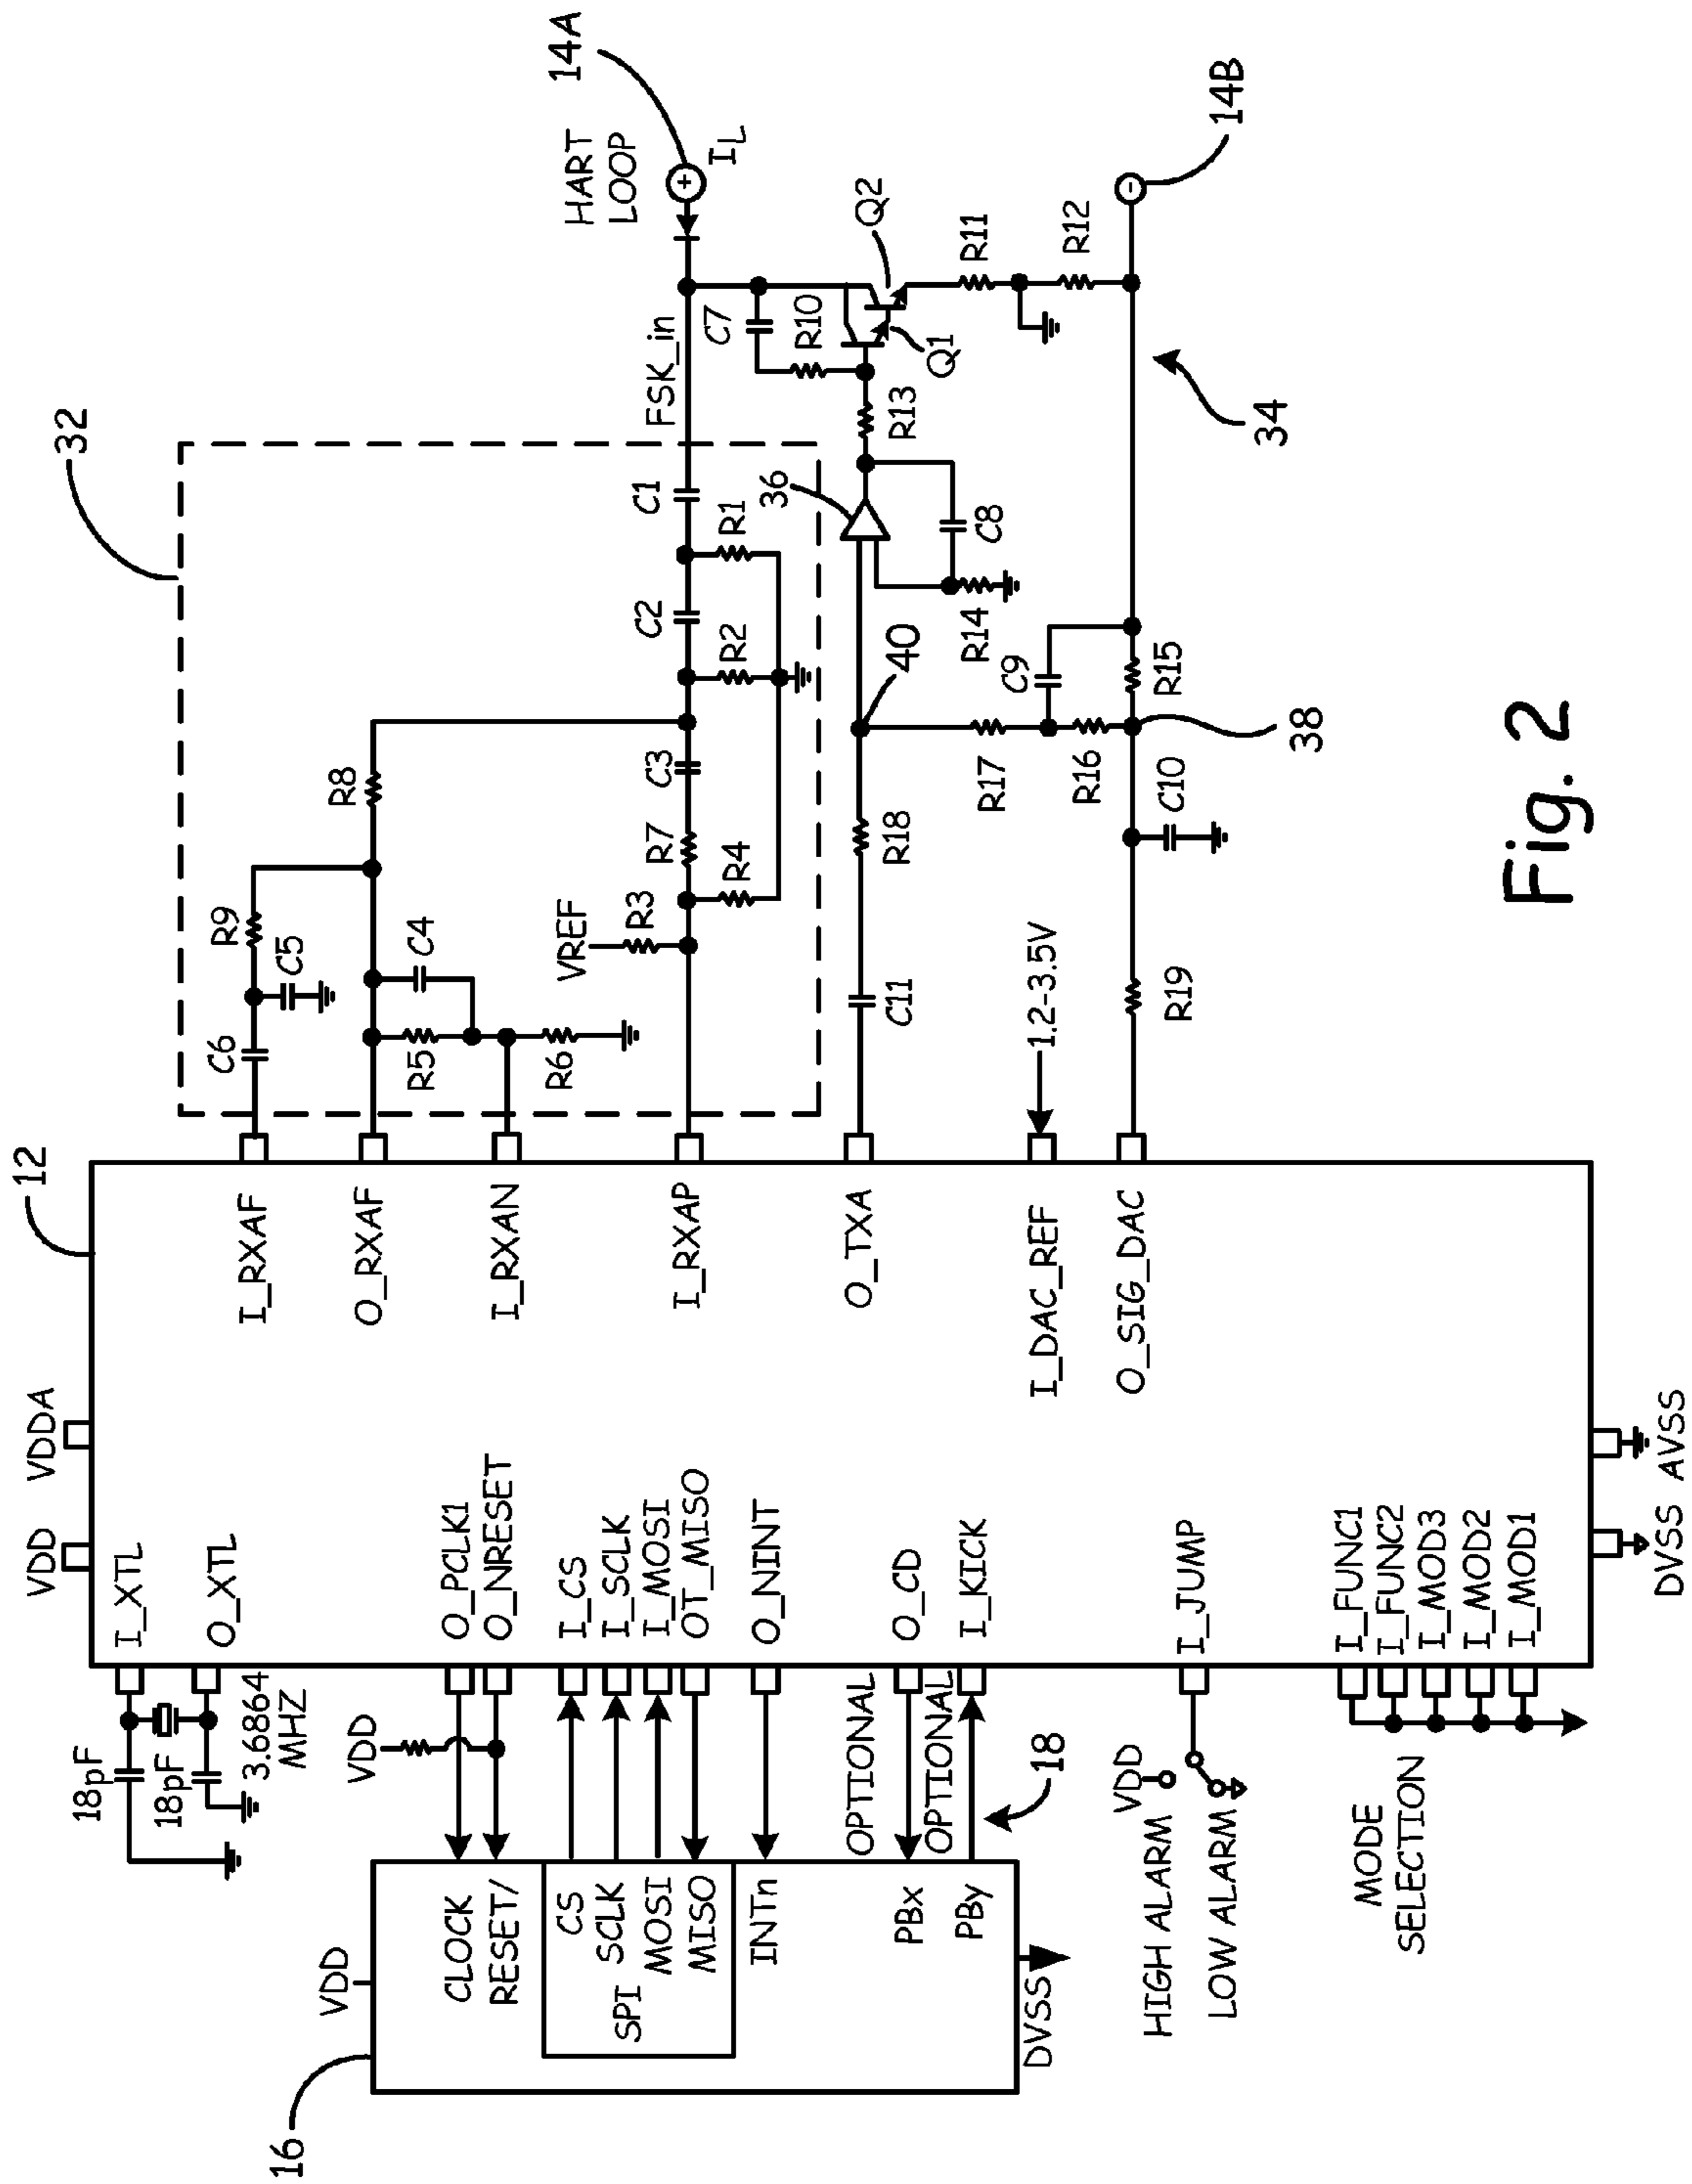 16
VDD
CLOCK
RESET/
SPI
CS
SCLK
MOSI
MISO
INTn
PBx
PBy
DVSS
18pF
18pF
3.6864
MHZ
VDD
OPTIONAL
OPTIONAL
18
VDD
HIGH ALARM
LOW ALARM
MODE
SELECTION
12
VDD
VDDA
I_XTL
O_XTL
O_PCLK1
O_NRESET
I_CS
I_SCLK
I_MOSI
OT_MISO
O_NINT
O_CD
I_KICK
I_JUMP
I_FUNC1
I_FUNC2
I_MOD3
I_MOD2
I_MOD1
DVSS
AVSS
I_RXAF
O_RXAF
I_RXAN
I_RXAP
O_TXA
I_DAC_REF
O_SIG_DAC
32
C6
C5
R9
R5
C4
R6
R8
VREF
R3
R7
C3
R4
R2
C2
R1
C1
FSK_in
HART
LOOP
14A
+
IL
C7
R10
Q1
Q2
R11
R12
14B
-
34
R13
36
C8
R14
40
C9
R15
R17
R16
38
C10
R18
C11
1.2-3.5V
R19
Fig. 2